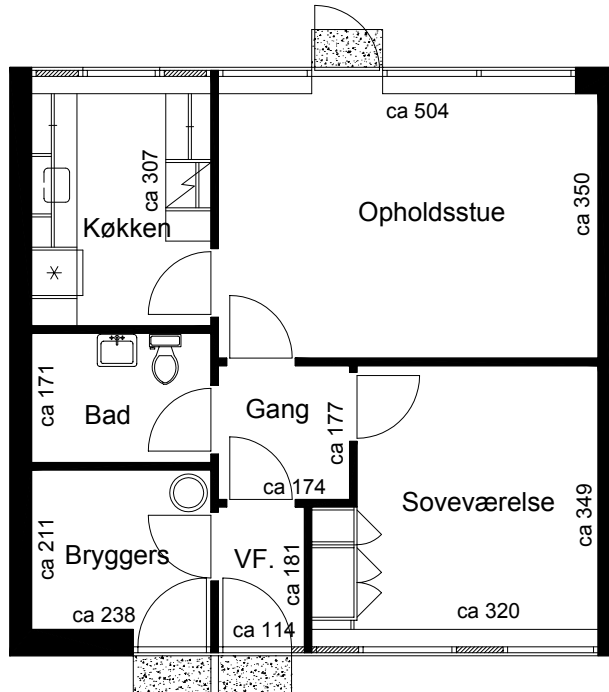 ca 504
ca 307
ca 350
Opholdsstue
Køkken
ca 171
Bad
Gang
ca 177
ca 174
Soveværelse
ca 349
ca 211
Bryggers
VF.
ca 181
ca 238
ca 114
ca 320